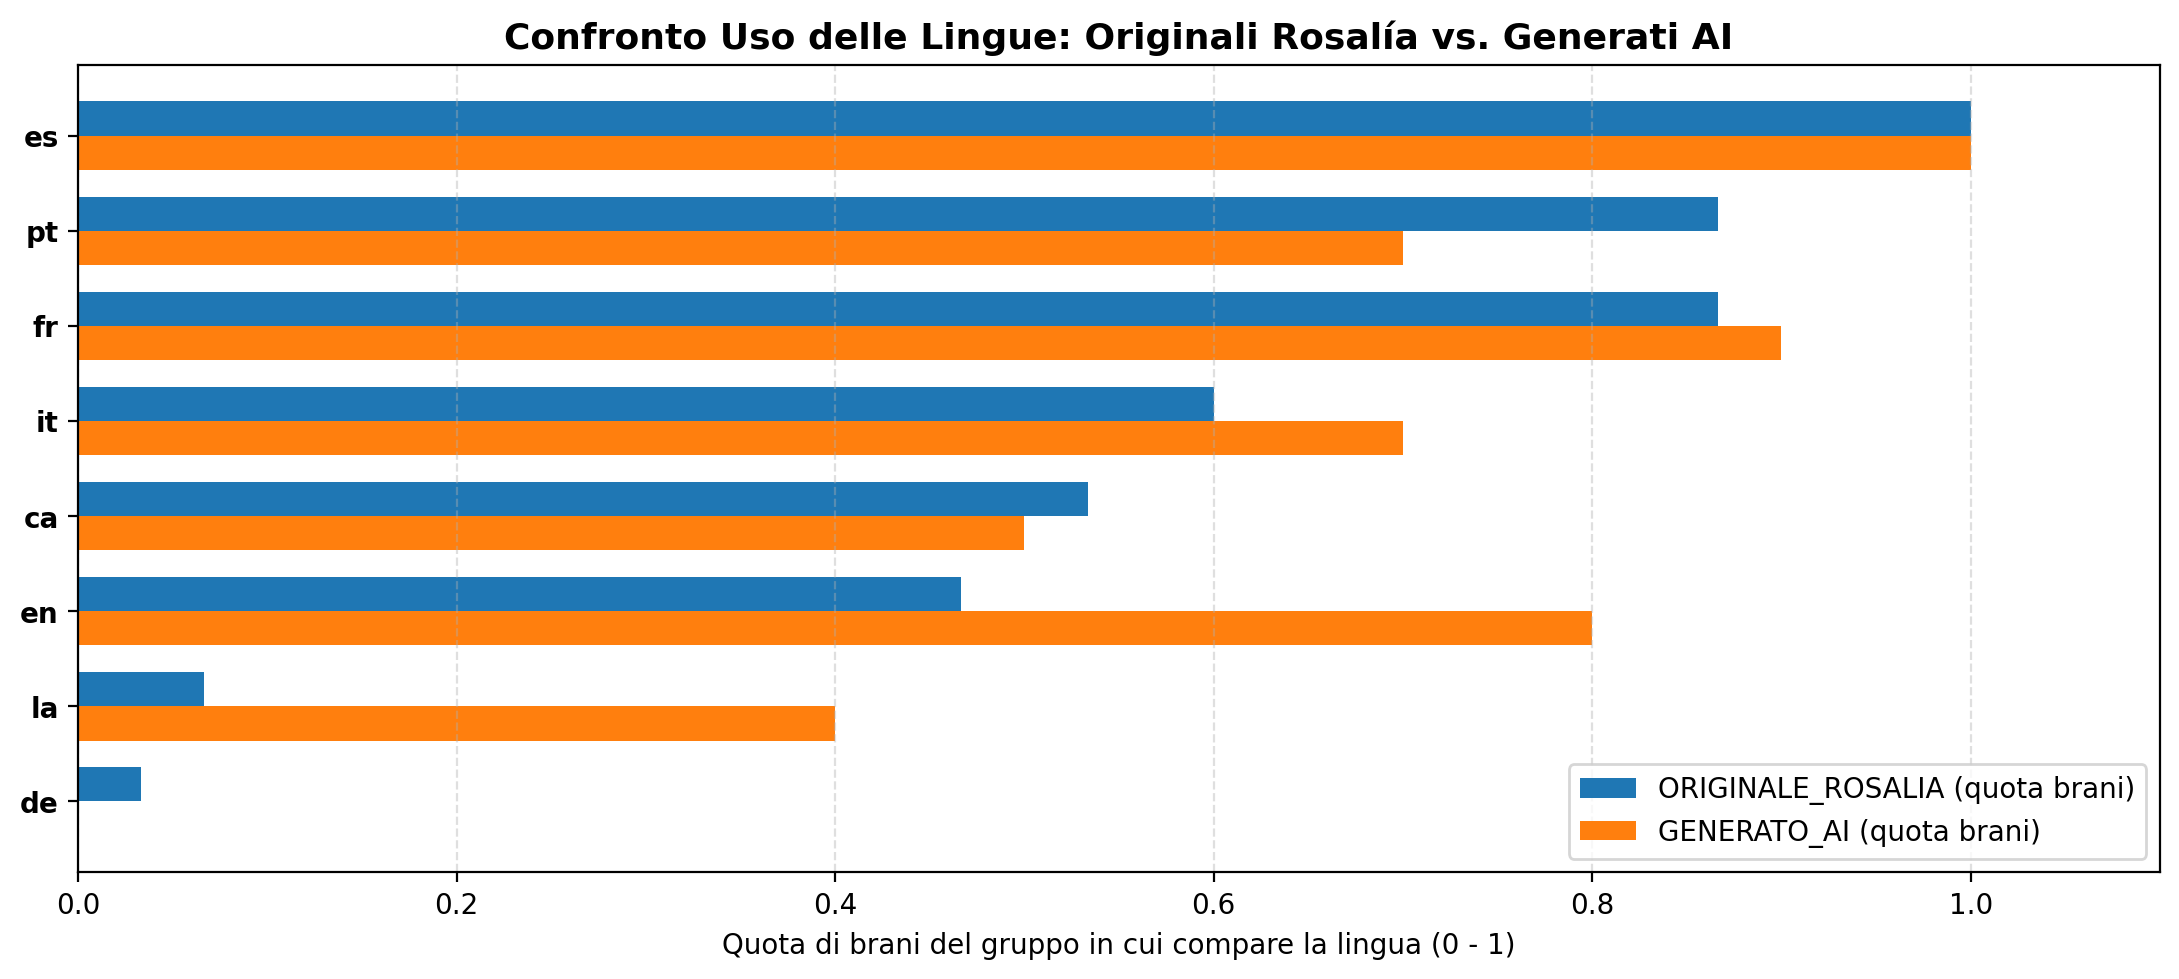 Confronto Uso delle Lingue: Originali Rosalía vs. Generati AI
es
pt
fr
it
ca
en
la
de
ORIGINALE_ROSALIA (quota brani)
GENERATO_AI (quota brani)
0.0 0.2 0.4 0.6 0.8 1.0
Quota di brani del gruppo in cui compare la lingua (0 - 1)